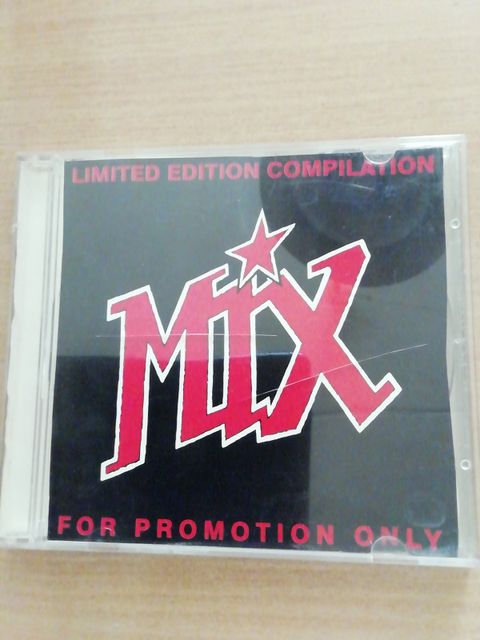 LIMITED EDITION COMPILATION
MIX
FOR PROMOTION ONLY